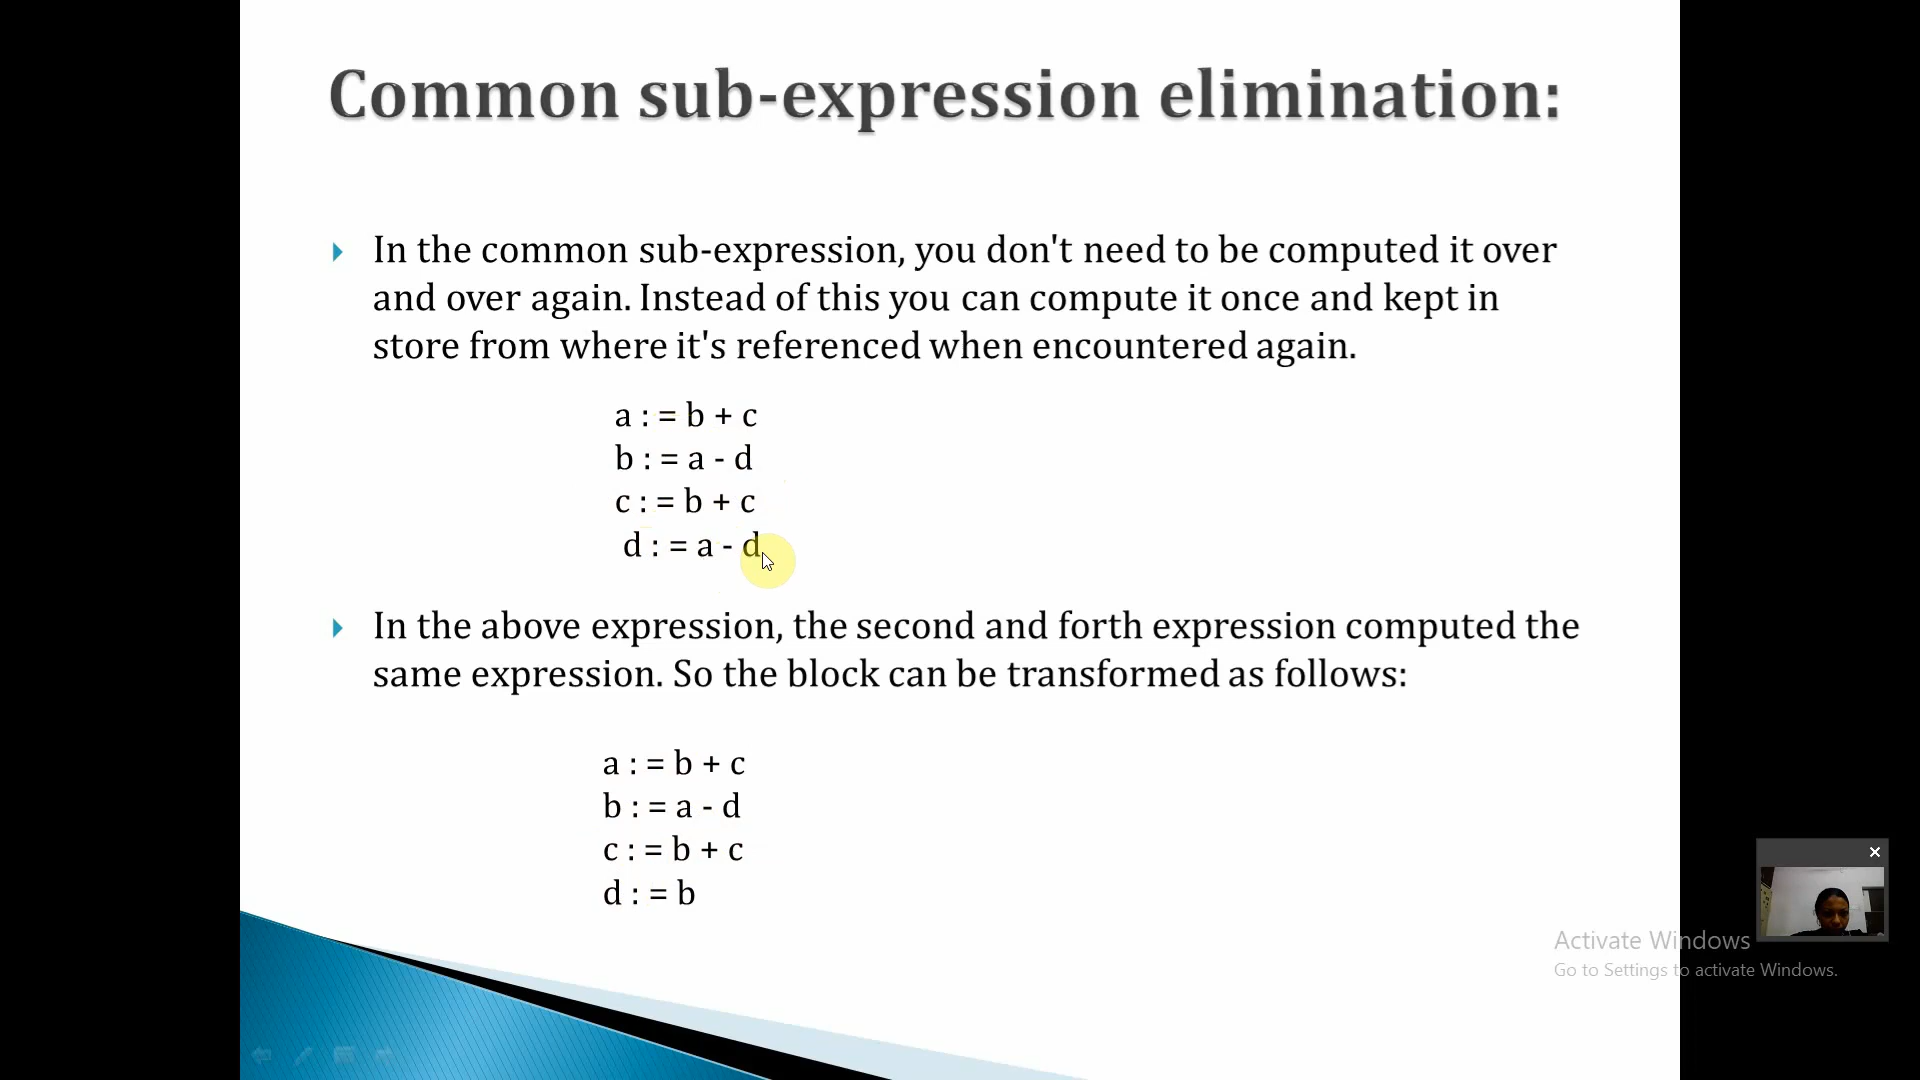 Common sub-expression elimination:
In the common sub-expression, you don't need to be computed it over
and over again. Instead of this you can compute it once and kept in
store from where it's referenced when encountered again.
a : = b + c
b : = a - d
c : = b + c
d : = a - d
In the above expression, the second and forth expression computed the
same expression. So the block can be transformed as follows:
a : = b + c
b : = a - d
c : = b + c
d : = b
Activate Windows
Go to Settings to activate Windows.